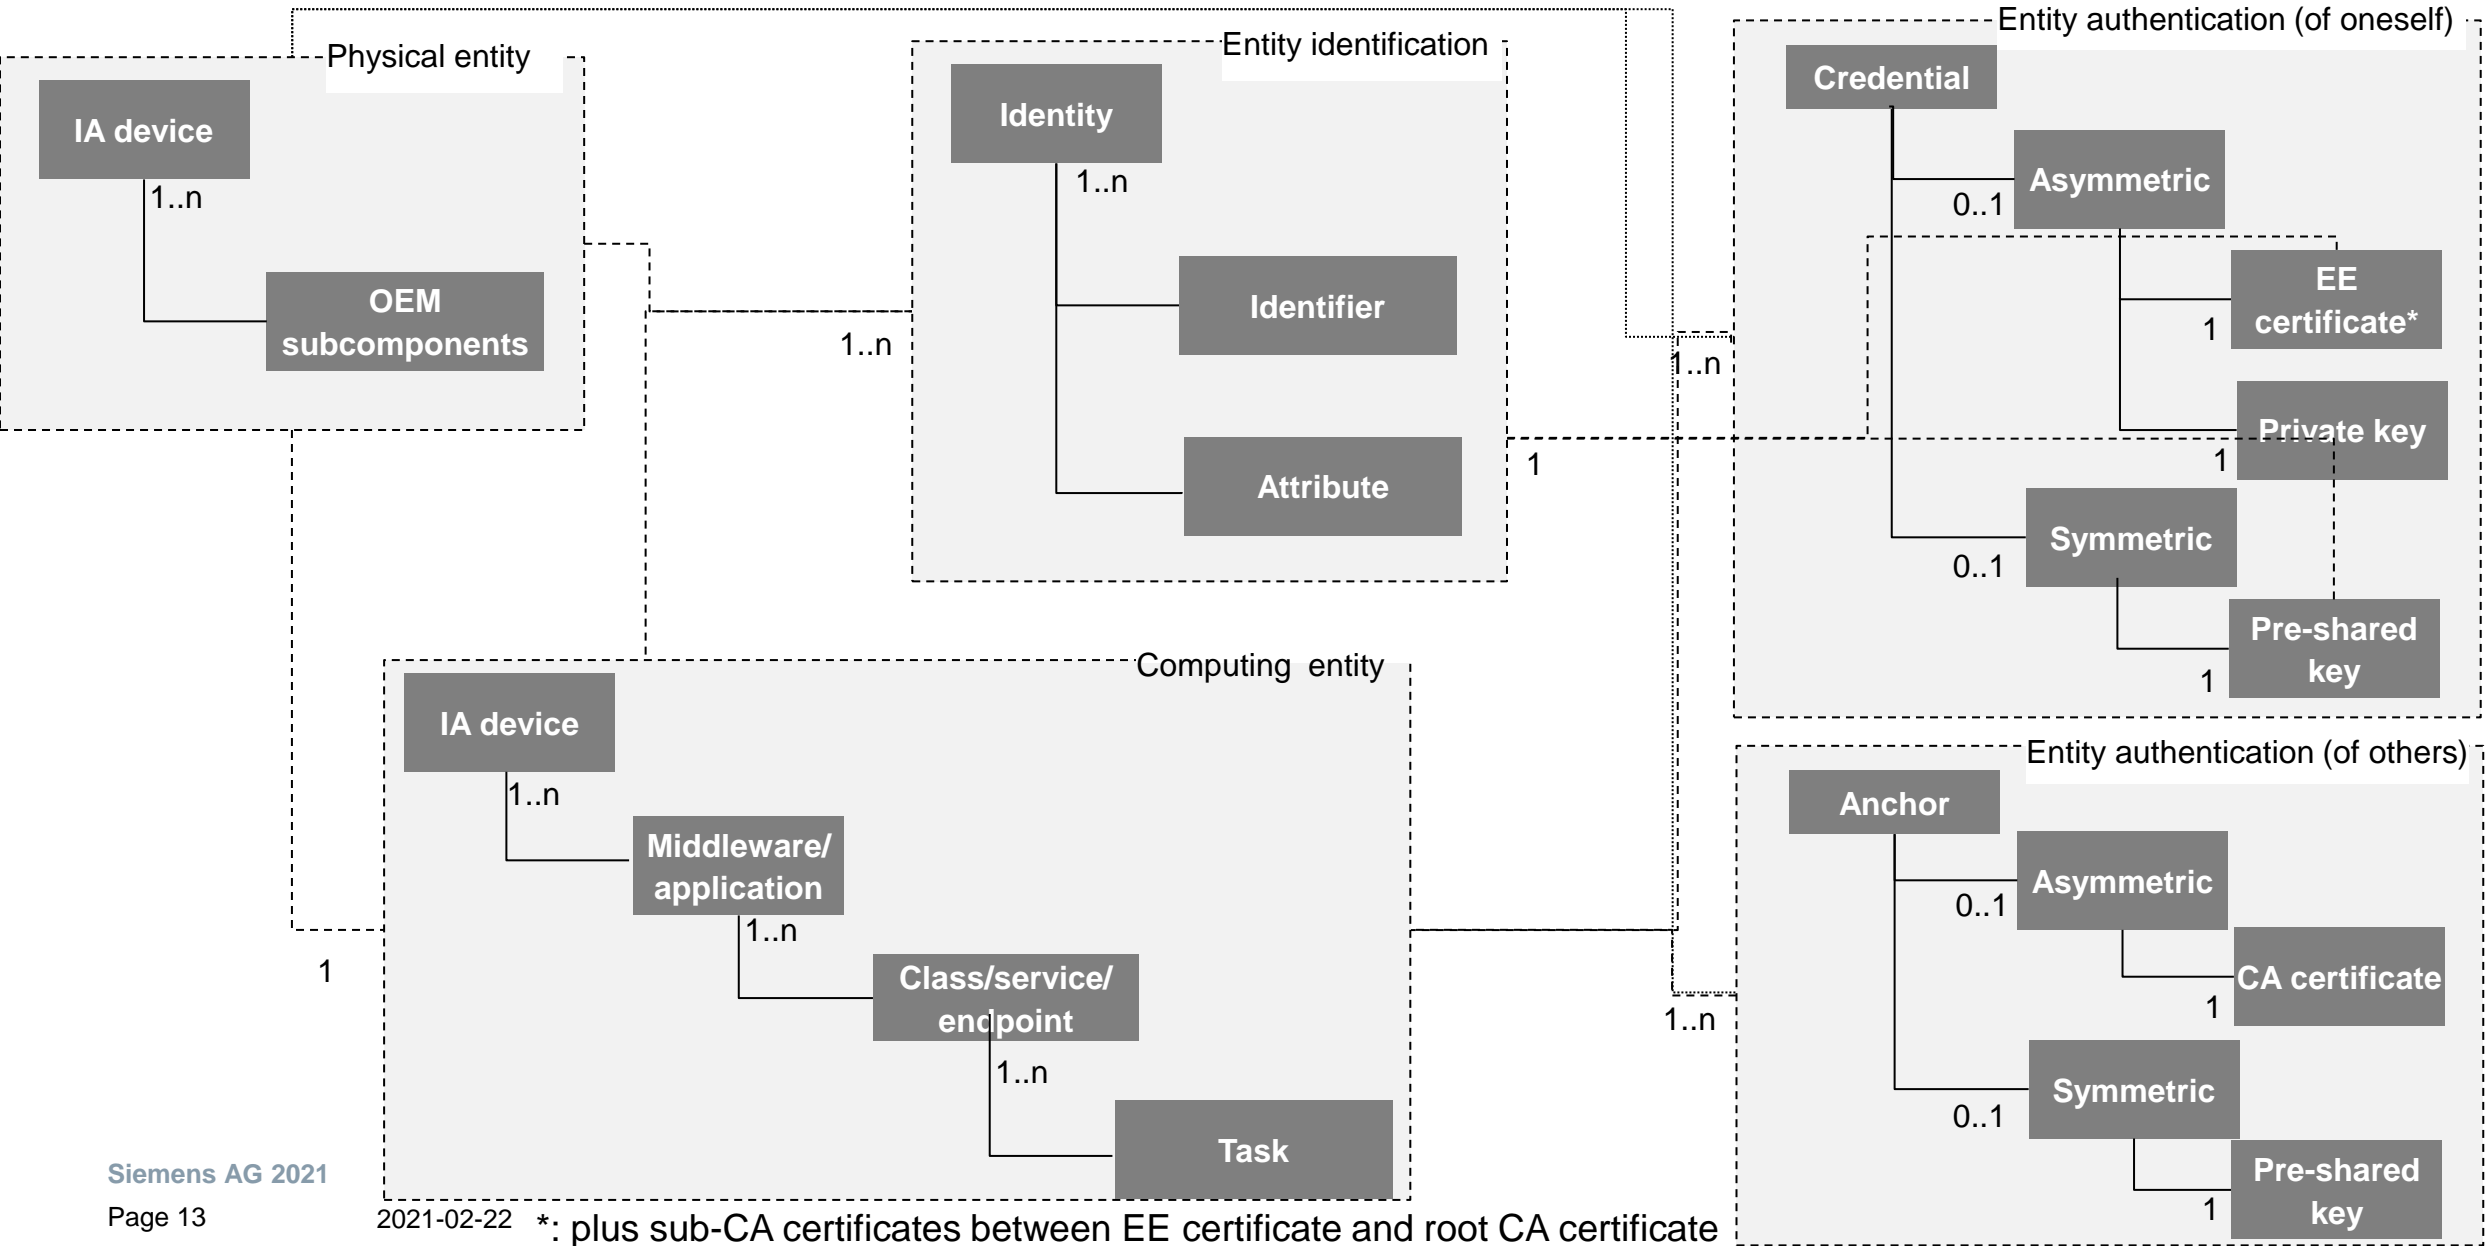 Physical entity
IA device
1..n
OEM
subcomponents
Entity identification
Identity
1..n
Identifier
Attribute
1..n
1
Entity authentication (of oneself)
Credential
Asymmetric
0..1
EE
certificate*
1
Private key
1
Symmetric
0..1
Pre-shared
key
1
1..n
Computing  entity
IA device
1..n
Middleware/
application
1..n
Class/service/
endpoint
1..n
Task
1
Entity authentication (of others)
Anchor
Asymmetric
0..1
CA certificate
1
Symmetric
0..1
Pre-shared
key
1
1..n
Siemens AG 2021
Page 13
2021-02-22
*: plus sub-CA certificates between EE certificate and root CA certificate